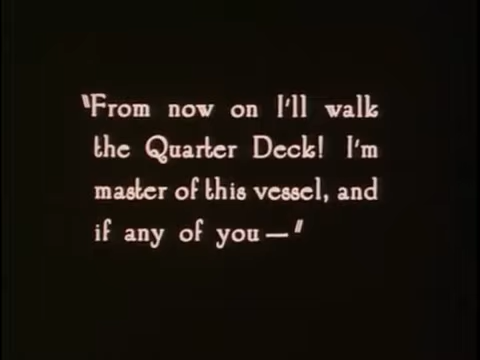 "From now on I'll walk
the Quarter Deck! I'm
master of this vessel, and
if any of you—"